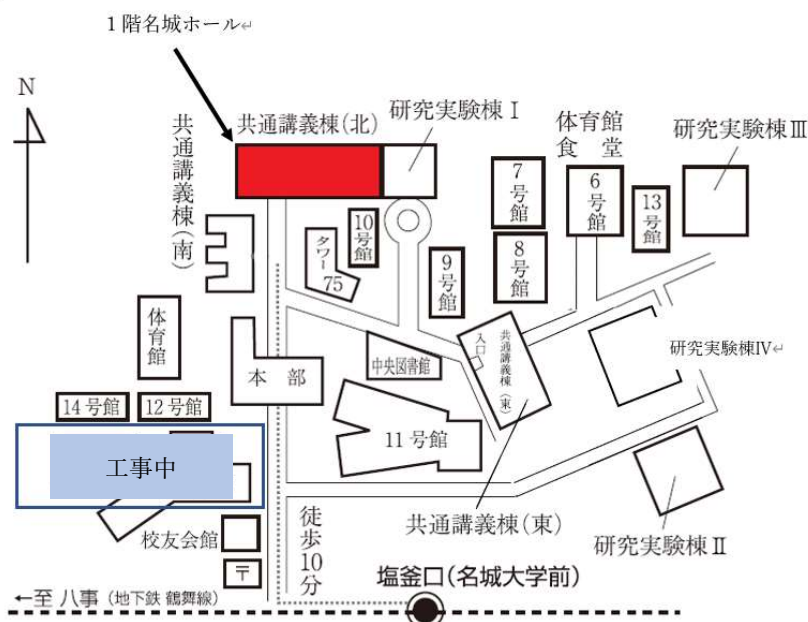 1階名城ホール↵
N
共通講義棟(北)
研究実験棟Ⅰ
体育館
食堂
研究実験棟Ⅲ
共通講義棟(南)
7号館
6号館
13号館
10号館
タワー75
9号館
8号館
体育館
本部
中央図書館
入口
共通講義棟(東)
研究実験棟Ⅳ↵
14号館
12号館
11号館
工事中
共通講義棟(東)
研究実験棟Ⅱ
校友会館
〒
徒歩10分
塩釜口(名城大学前)
←至 八事(地下鉄 鶴舞線)